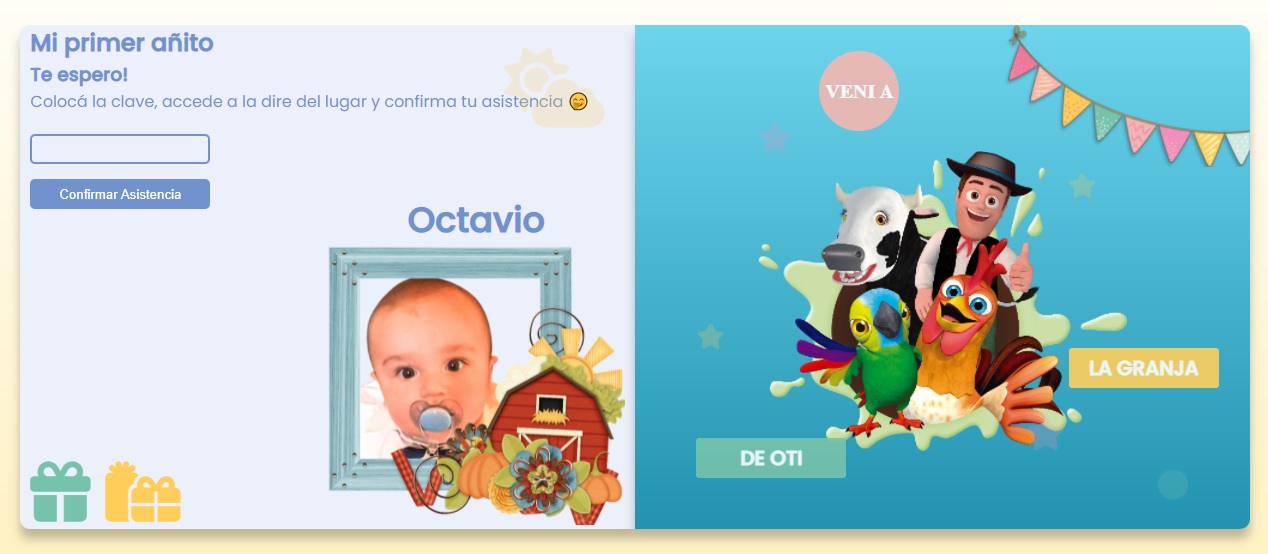 Mi primer añito
Te espero!
Colocá la clave, accede a la dire del lugar y confirma tu asistencia 😋
Confirmar Asistencia
Octavio
VENI A
LA GRANJA
DE OTI